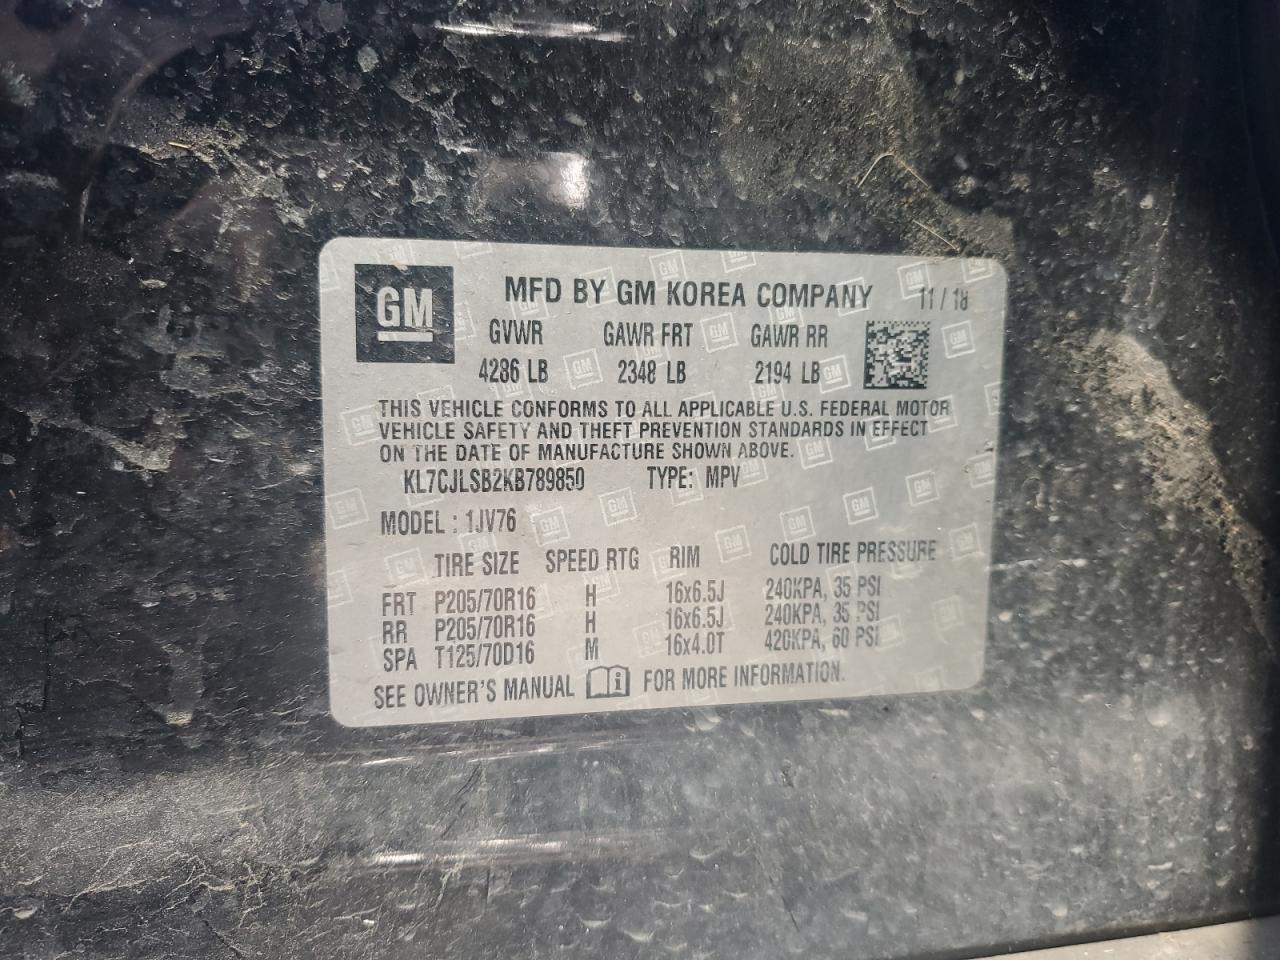 GM MFD BY GM KOREA COMPANY 11/18
GVWR GAWR FRT GAWR RR
4286 LB 2348 LB 2194 LB
THIS VEHICLE CONFORMS TO ALL APPLICABLE U.S. FEDERAL MOTOR
VEHICLE SAFETY AND THEFT PREVENTION STANDARDS IN EFFECT
ON THE DATE OF MANUFACTURE SHOWN ABOVE.
KL7CJLSB2KB789850 TYPE: MPV
MODEL : 1JV76
TIRE SIZE SPEED RTG RIM COLD TIRE PRESSURE
FRT P205/70R16 H 16x6.5J 240KPA, 35 PSI
RR P205/70R16 H 16x6.5J 240KPA, 35 PSI
SPA T125/70D16 M 16x4.0T 420KPA, 60 PSI
SEE OWNER'S MANUAL i FOR MORE INFORMATION.